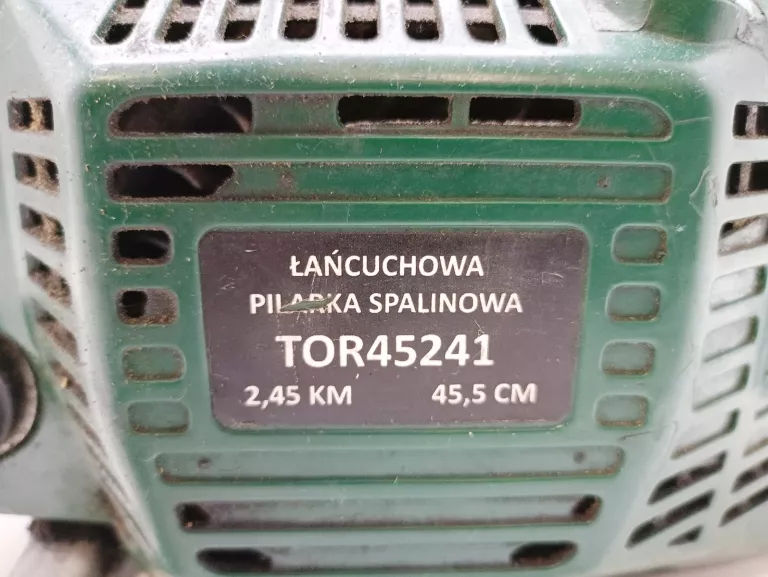 ŁAŃCUCHOWA
PILARKA SPALINOWA
TOR45241
2,45 KM 45,5 CM